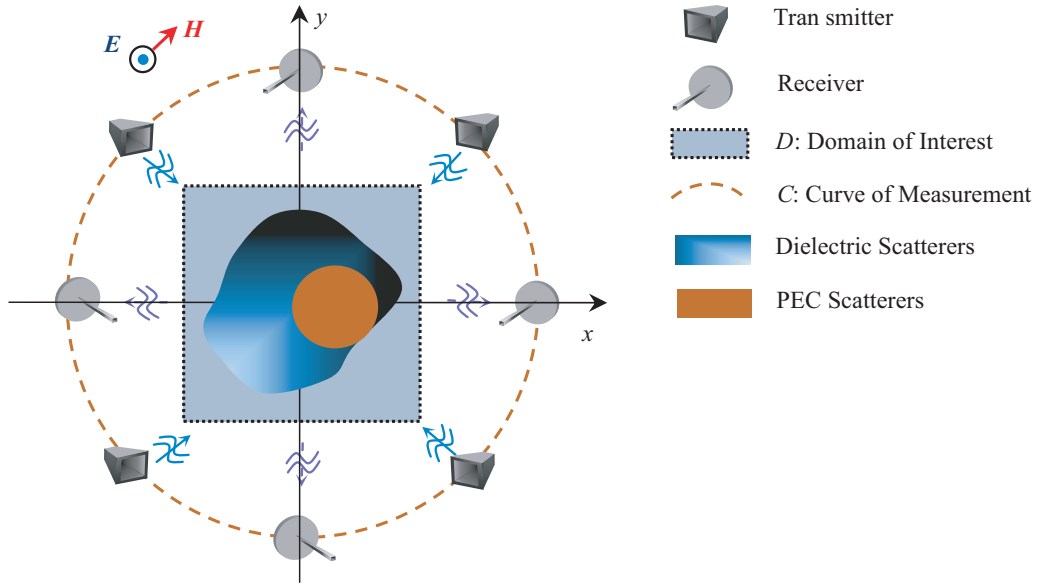 E
H
y
x
Tran smitter
Receiver
D: Domain of Interest
C: Curve of Measurement
Dielectric Scatterers
PEC Scatterers